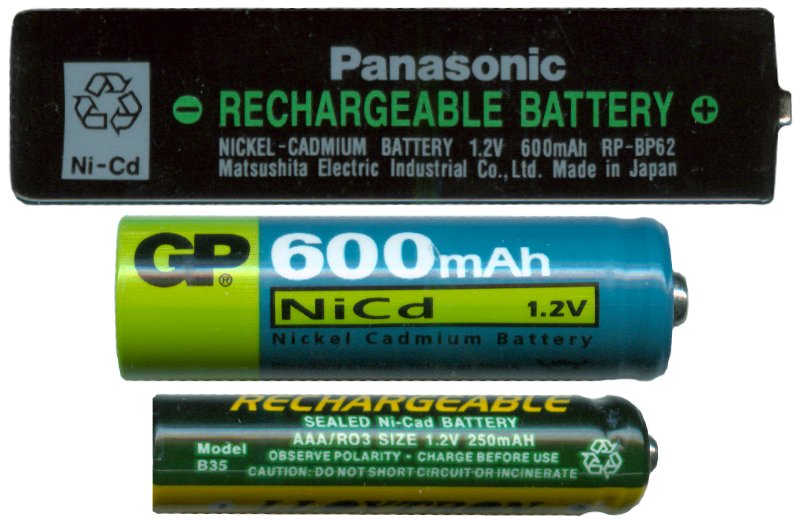 Panasonic
RECHARGEABLE BATTERY
NICKEL-CADMIUM BATTERY 1.2V 600mAh RP-BP62
Matsushita Electric Industrial Co.,Ltd. Made in Japan
Ni-Cd
GP®
600mAh
NiCd 1.2V
Nickel Cadmium Battery
RECHARGEABLE
SEALED Ni-Cad BATTERY
AAA/RO3 SIZE 1.2V 250mAH
Model
B35
OBSERVE POLARITY - CHARGE BEFORE USE
CAUTION: DO NOT SHORT CIRCUIT OR INCINERATE